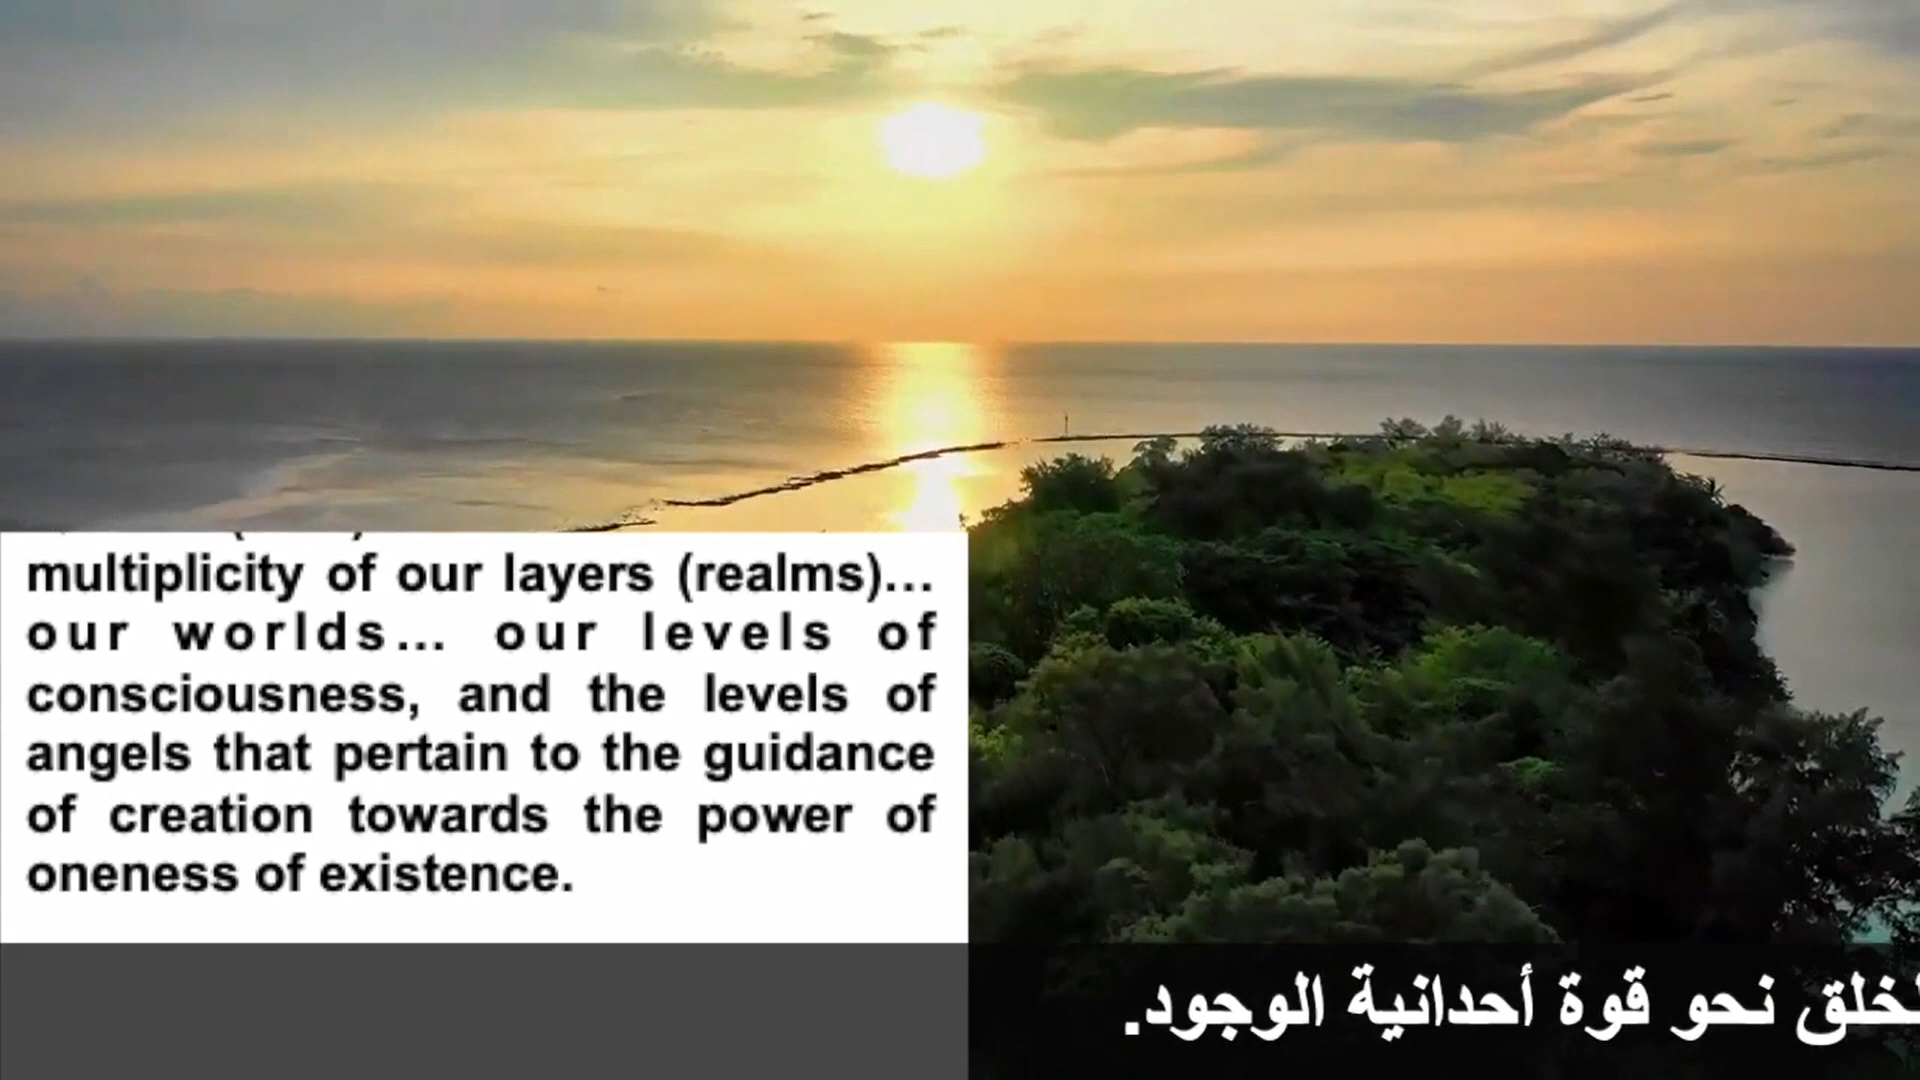 multiplicity of our layers (realms)...
our worlds... our levels of
consciousness, and the levels of
angels that pertain to the guidance
of creation towards the power of
oneness of existence.
نحو قوة أحدانية الوجود.